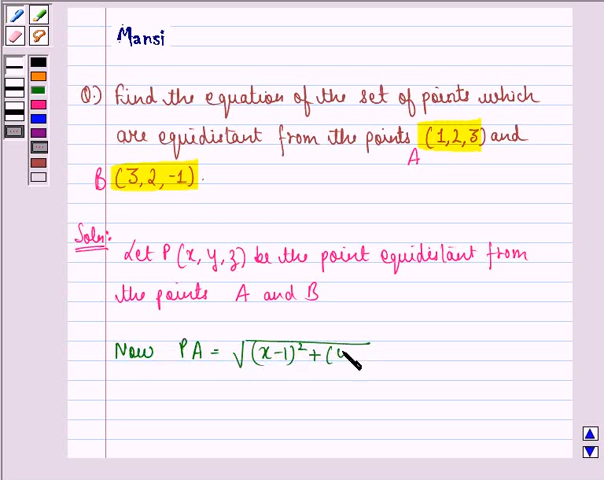 Mansi
Q.) Find the equation of the set of points which
are equidistant from the points (1,2,3) and
A
B (3,2,-1).
Soln:
Let P(x, y, z) be the point equidistant from
the points A and B
Now PA = √(x-1)² + (